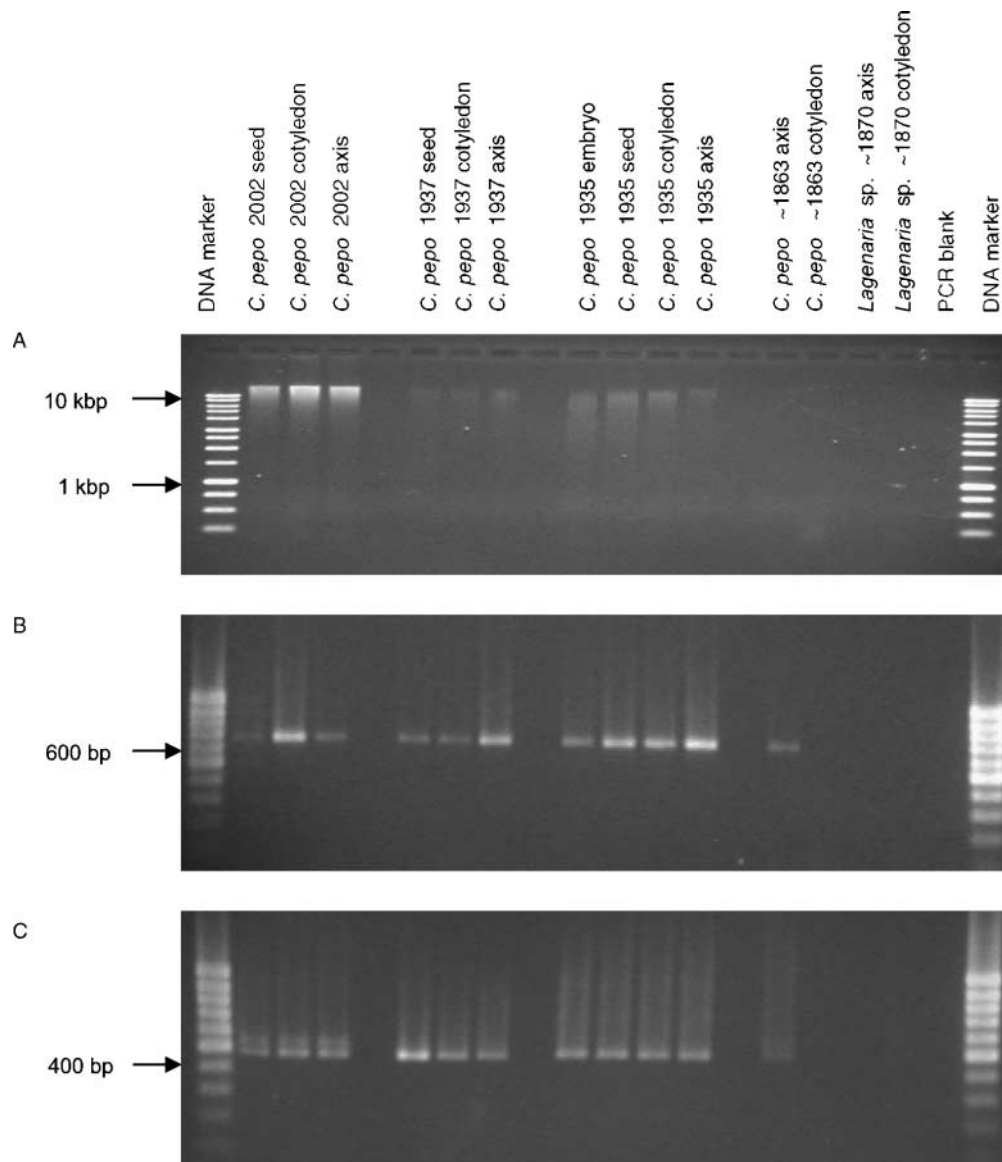 DNA marker
C. pepo 2002 seed
C. pepo 2002 cotyledon
C. pepo 2002 axis
C. pepo 1937 seed
C. pepo 1937 cotyledon
C. pepo 1937 axis
C. pepo 1935 embryo
C. pepo 1935 seed
C. pepo 1935 cotyledon
C. pepo 1935 axis
C. pepo ~1863 axis
C. pepo ~1863 cotyledon
Lagenaria sp. ~1870 axis
Lagenaria sp. ~1870 cotyledon
PCR blank
DNA marker
A
10 kbp
1 kbp
B
600 bp
C
400 bp